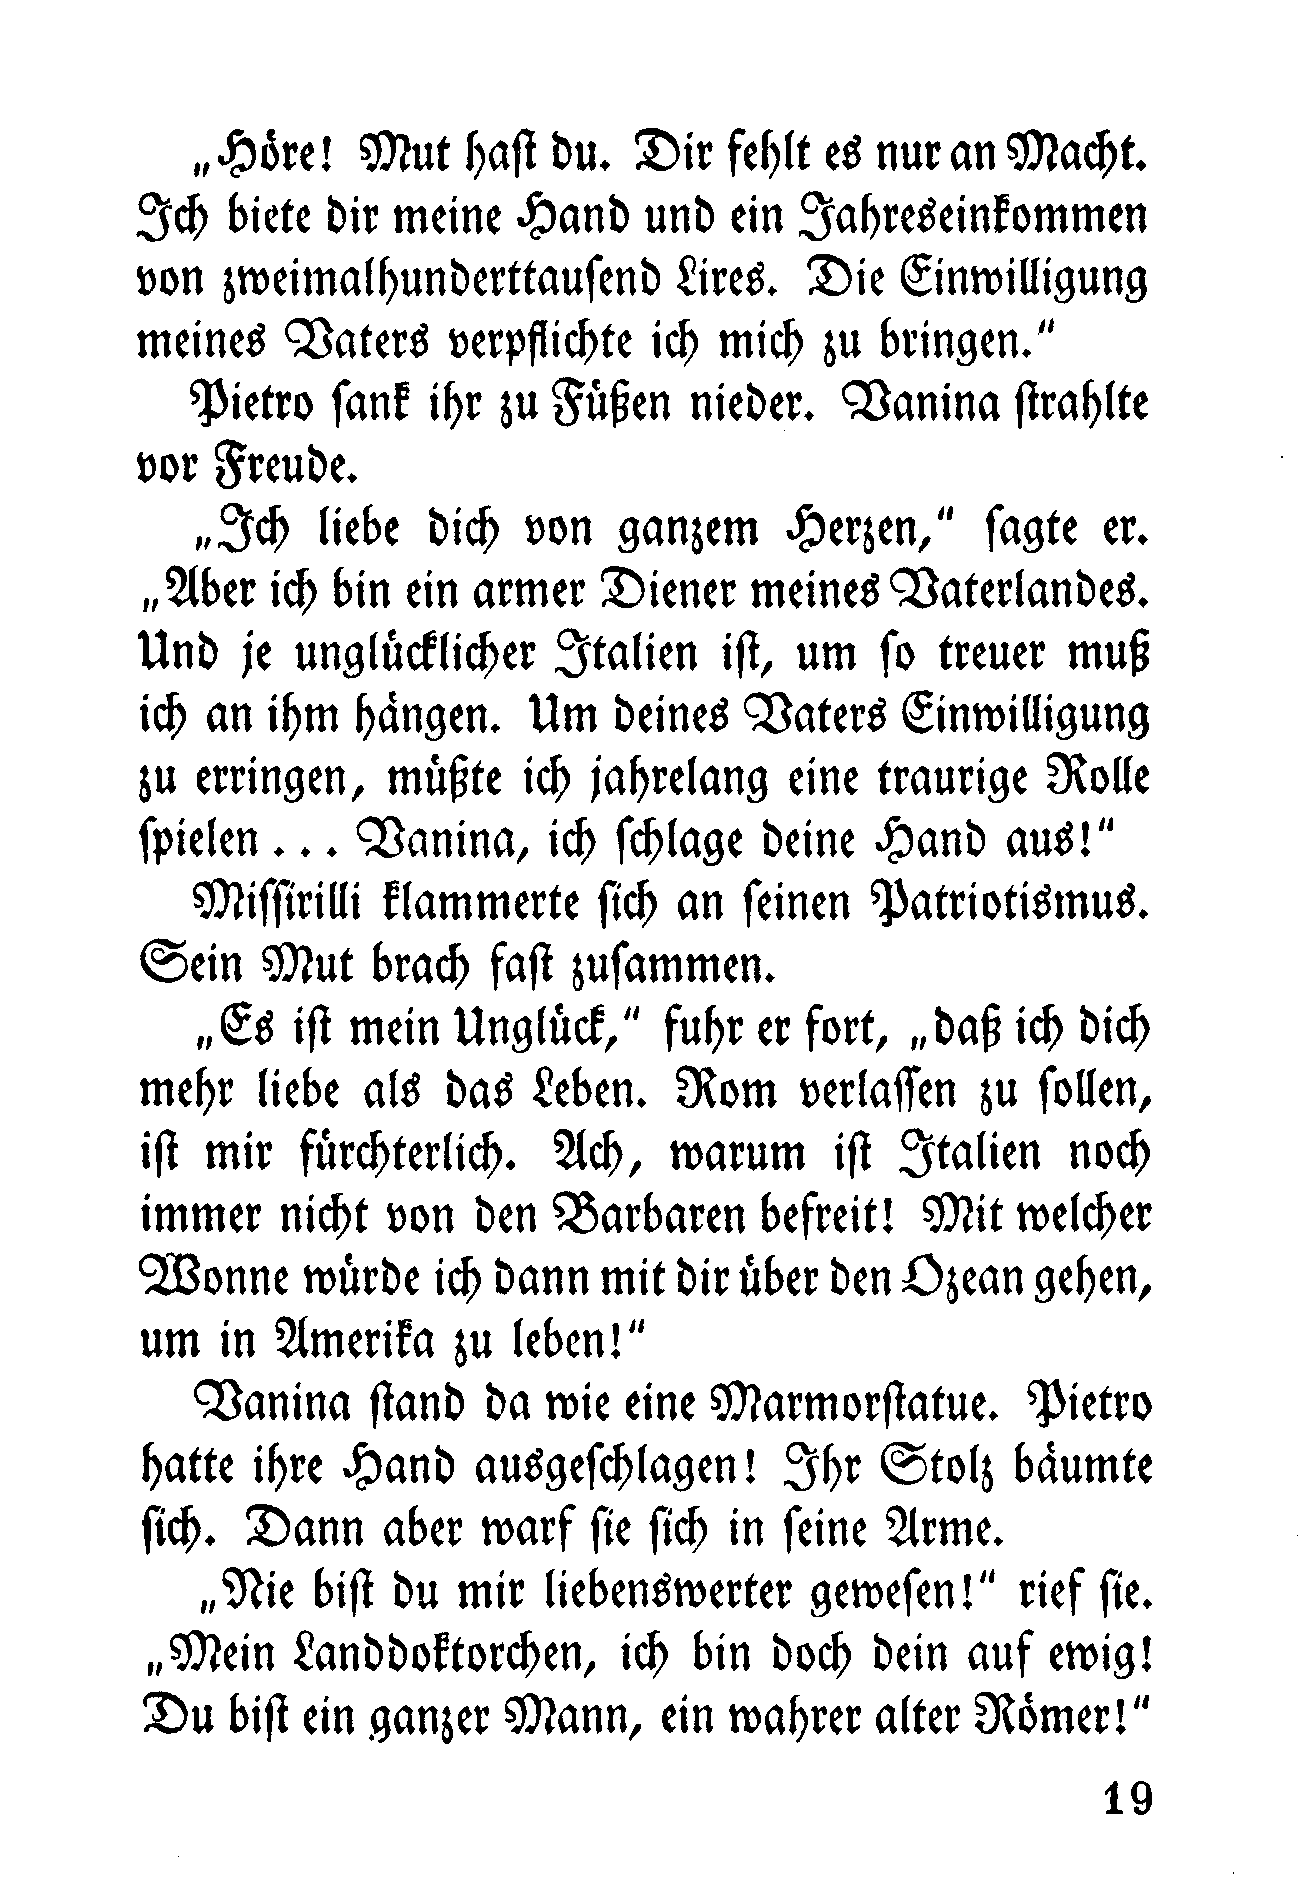 „Höre! Mut haſt du. Dir fehlt es nur an Macht.
Ich biete dir meine Hand und ein Jahreseinkommen
von zweimalhunderttauſend Lires. Die Einwilligung
meines Vaters verpflichte ich mich zu bringen.“
Pietro ſank ihr zu Füßen nieder. Vanina ſtrahlte
vor Freude.
„Ich liebe dich von ganzem Herzen,“ ſagte er.
„Aber ich bin ein armer Diener meines Vaterlandes.
Und je unglücklicher Italien iſt, um ſo treuer muß
ich an ihm hängen. Um deines Vaters Einwilligung
zu erringen, müßte ich jahrelang eine traurige Rolle
ſpielen . . . Vanina, ich ſchlage deine Hand aus!“
Miſſirilli klammerte ſich an ſeinen Patriotismus.
Sein Mut brach faſt zuſammen.
„Es iſt mein Unglück,“ fuhr er fort, „daß ich dich
mehr liebe als das Leben. Rom verlaſſen zu ſollen,
iſt mir fürchterlich. Ach, warum iſt Italien noch
immer nicht von den Barbaren befreit! Mit welcher
Wonne würde ich dann mit dir über den Ozean gehen,
um in Amerika zu leben!“
Vanina ſtand da wie eine Marmorſtatue. Pietro
hatte ihre Hand ausgeſchlagen! Ihr Stolz bäumte
ſich. Dann aber warf ſie ſich in ſeine Arme.
„Nie biſt du mir liebenswerter geweſen!“ rief ſie.
„Mein Landdoktorchen, ich bin doch dein auf ewig!
Du biſt ein ganzer Mann, ein wahrer alter Römer!“
19